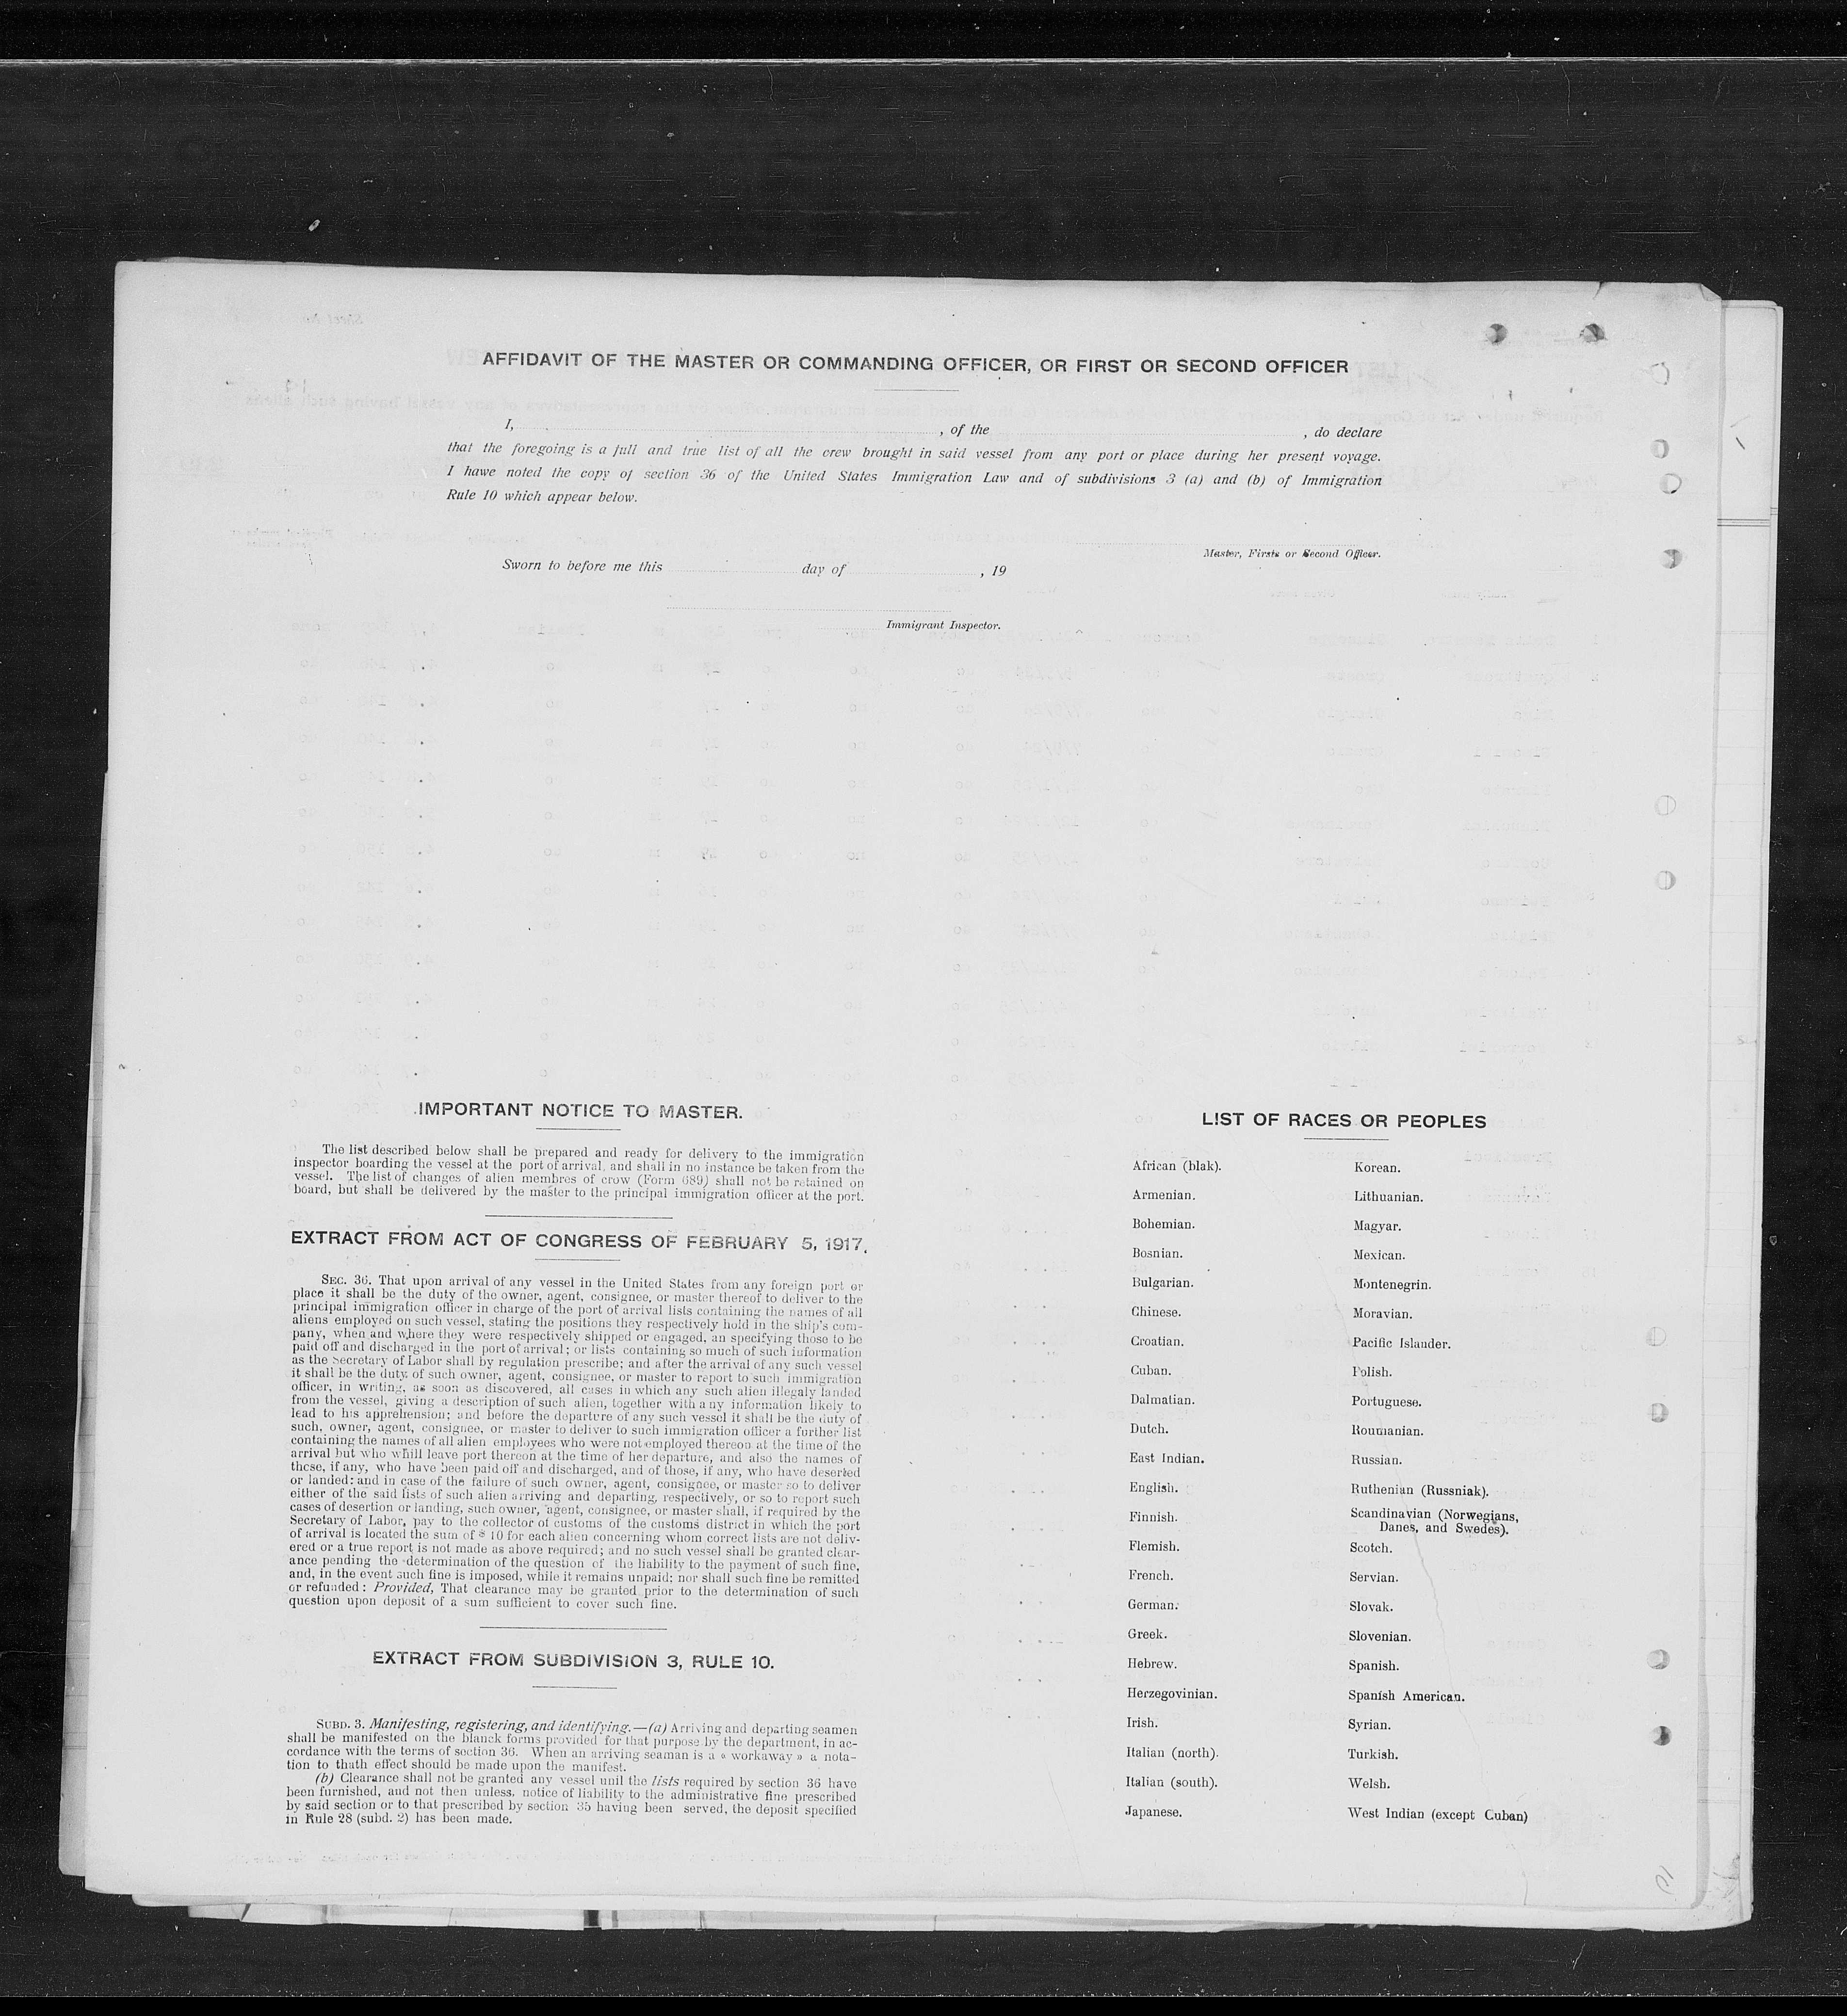 AFFIDAVIT OF THE MASTER OR COMMANDING OFFICER, OR FIRST OR SECOND OFFICER
I, , of the , do declare
that the foregoing is a full and true list of all the crew brought in said vessel from any port or place during her present voyage.
I hawe noted the copy of section 36 of the United States Immigration Law and of subdivisions 3 (a) and (b) of Immigration
Rule 10 which appear below.
Master, Firsts or Second Officer.
Sworn to before me this day of , 19
Immigrant Inspector.
IMPORTANT NOTICE TO MASTER.
The list described below shall be prepared and ready for delivery to the immigration
inspector boarding the vessel at the port of arrival, and shall in no instance be taken from the
vessel. The list of changes of alien membres of crow (Form 689) shall not be retained on
board, but shall be delivered by the master to the principal immigration officer at the port.
EXTRACT FROM ACT OF CONGRESS OF FEBRUARY 5, 1917.
SEC. 36. That upon arrival of any vessel in the United States from any foreign port or
place it shall be the duty of the owner, agent, consignee, or master thereof to deliver to the
principal immigration officer in charge of the port of arrival lists containing the names of all
aliens employed on such vessel, stating the positions they respectively hold in the ship's com-
pany, when and where they were respectively shipped or engaged, an specifying those to be
paid off and discharged in the port of arrival; or lists containing so much of such information
as the Secretary of Labor shall by regulation prescribe; and after the arrival of any such vessel
it shall be the duty of such owner, agent, consignee, or master to report to such immigration
officer, in writing, as soon as discovered, all cases in which any such alien illegaly landed
from the vessel, giving a description of such alien, together with any information likely to
lead to his apprehension; and before the departure of any such vessel it shall be the duty of
such, owner, agent, consignee, or master to deliver to such immigration officer a further list
containing the names of all alien employees who were not employed thereon at the time of the
arrival but who whill leave port thereon at the time of her departure, and also the names of
those, if any, who have been paid off and discharged, and of those, if any, who have deserted
or landed: and in case of the failure of such owner, agent, consignee, or master so to deliver
either of the said lists of such alien arriving and departing, respectively, or so to report such
cases of desertion or landing, such owner, agent, consignee, or master shall, if required by the
Secretary of Labor, pay to the collector of customs of the customs district in which the port
of arrival is located the sum of $ 10 for each alien concerning whom correct lists are not deliv-
ered or a true report is not made as above required; and no such vessel shall be granted clear-
ance pending the determination of the question of the liability to the payment of such fine,
and, in the event such fine is imposed, while it remains unpaid; nor shall such fine be remitted
or refunded: Provided, That clearance may be granted prior to the determination of such
question upon deposit of a sum sufficient to cover such fine.
EXTRACT FROM SUBDIVISION 3, RULE 10.
SUBD. 3. Manifesting, registering, and identifying.—(a) Arriving and departing seamen
shall be manifested on the blanck forms provided for that purpose by the department, in ac-
cordance with the terms of section 36. When an arriving seaman is a « workaway » a nota-
tion to thath effect should be made upon the manifest.
(b) Clearance shall not be granted any vessel unil the lists required by section 36 have
been furnished, and not then unless, notice of liability to the administrative fine prescribed
by said section or to that prescribed by section 35 having been served, the deposit specified
in Rule 28 (subd. 2) has been made.
LIST OF RACES OR PEOPLES
African (blak).
Armenian.
Bohemian.
Bosnian.
Bulgarian.
Chinese.
Croatian.
Cuban.
Dalmatian.
Dutch.
East Indian.
English.
Finnish.
Flemish.
French.
German.
Greek.
Hebrew.
Herzegovinian.
Irish.
Italian (north).
Italian (south).
Japanese.
Korean.
Lithuanian.
Magyar.
Mexican.
Montenegrin.
Moravian.
Pacific Islander.
Polish.
Portuguese.
Roumanian.
Russian.
Ruthenian (Russniak).
Scandinavian (Norwegians,
Danes, and Swedes).
Scotch.
Servian.
Slovak.
Slovenian.
Spanish.
Spanish American.
Syrian.
Turkish.
Welsh.
West Indian (except Cuban)